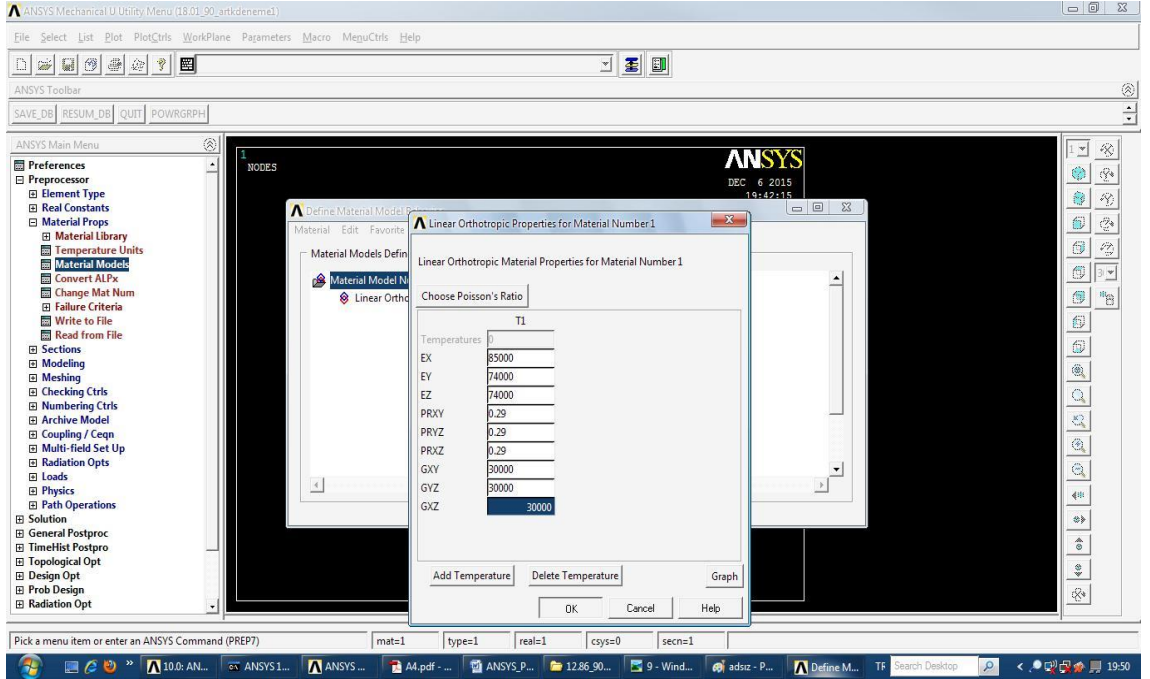 ANSYS Mechanical U Utility Menu (18.01_90_artkdeneme1)
File Select List Plot PlotCtrls WorkPlane Parameters Macro MenuCtrls Help
ANSYS Toolbar
SAVE_DB RESUM_DB QUIT POWRGRPH
ANSYS Main Menu
Preferences
Preprocessor
Element Type
Real Constants
Material Props
Material Library
Temperature Units
Material Models
Convert ALPx
Change Mat Num
Failure Criteria
Write to File
Read from File
Sections
Modeling
Meshing
Checking Ctrls
Numbering Ctrls
Archive Model
Coupling / Ceqn
Multi-field Set Up
Radiation Opts
Loads
Physics
Path Operations
Solution
General Postproc
TimeHist Postpro
Topological Opt
Design Opt
Prob Design
Radiation Opt
1
NODES
ANSYS
DEC 6 2015
19:42:15
Define Material Model
Material Edit Favorite
Material Models Defin
Material Model N
Linear Ortho
Linear Orthotropic Properties for Material Number 1
Linear Orthotropic Material Properties for Material Number 1
Choose Poisson's Ratio
T1
Temperatures 0
EX 85000
EY 74000
EZ 74000
PRXY 0.29
PRYZ 0.29
PRXZ 0.29
GXY 30000
GYZ 30000
GXZ 30000
Add Temperature Delete Temperature Graph
OK Cancel Help
1
3
Pick a menu item or enter an ANSYS Command (PREP7) mat=1 type=1 real=1 csys=0 secn=1
10.0: AN... ANSYS 1... ANSYS ... A4.pdf - ... ANSYS_P... 12.86_90... 9 - Wind... adsız - P... Define M... TR Search Desktop 19:50